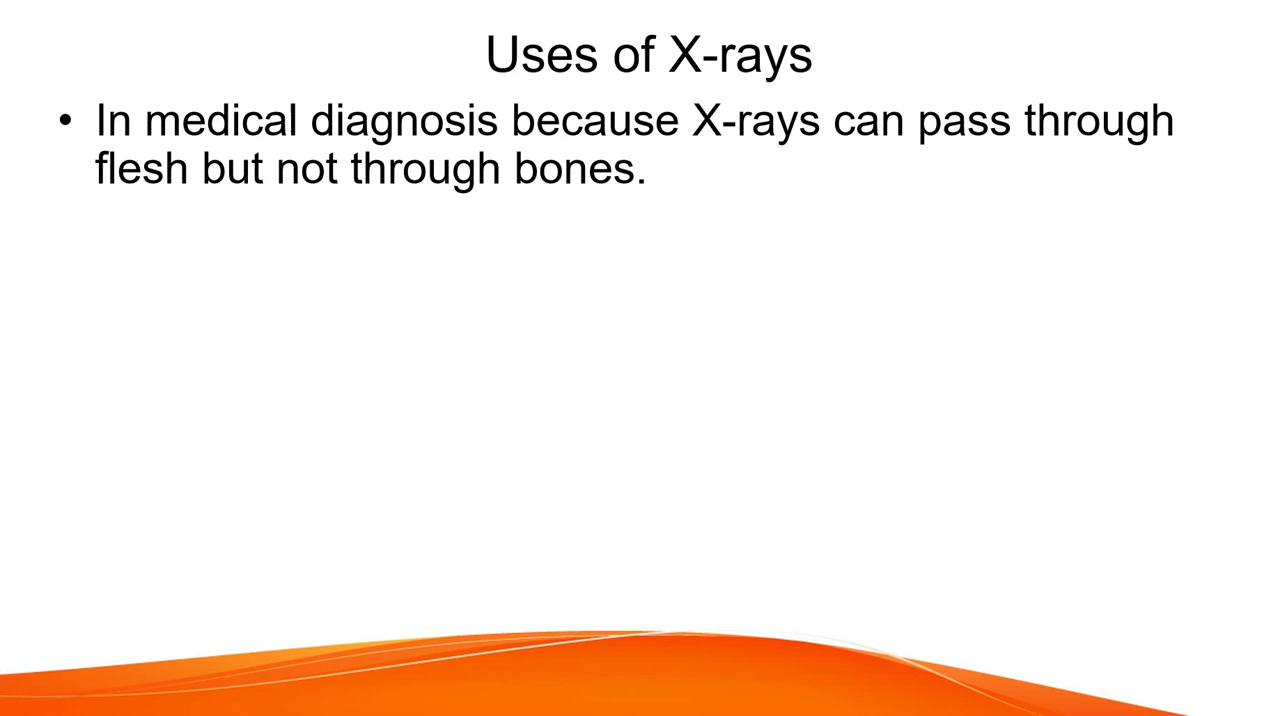 Uses of X-rays
• In medical diagnosis because X-rays can pass through
flesh but not through bones.